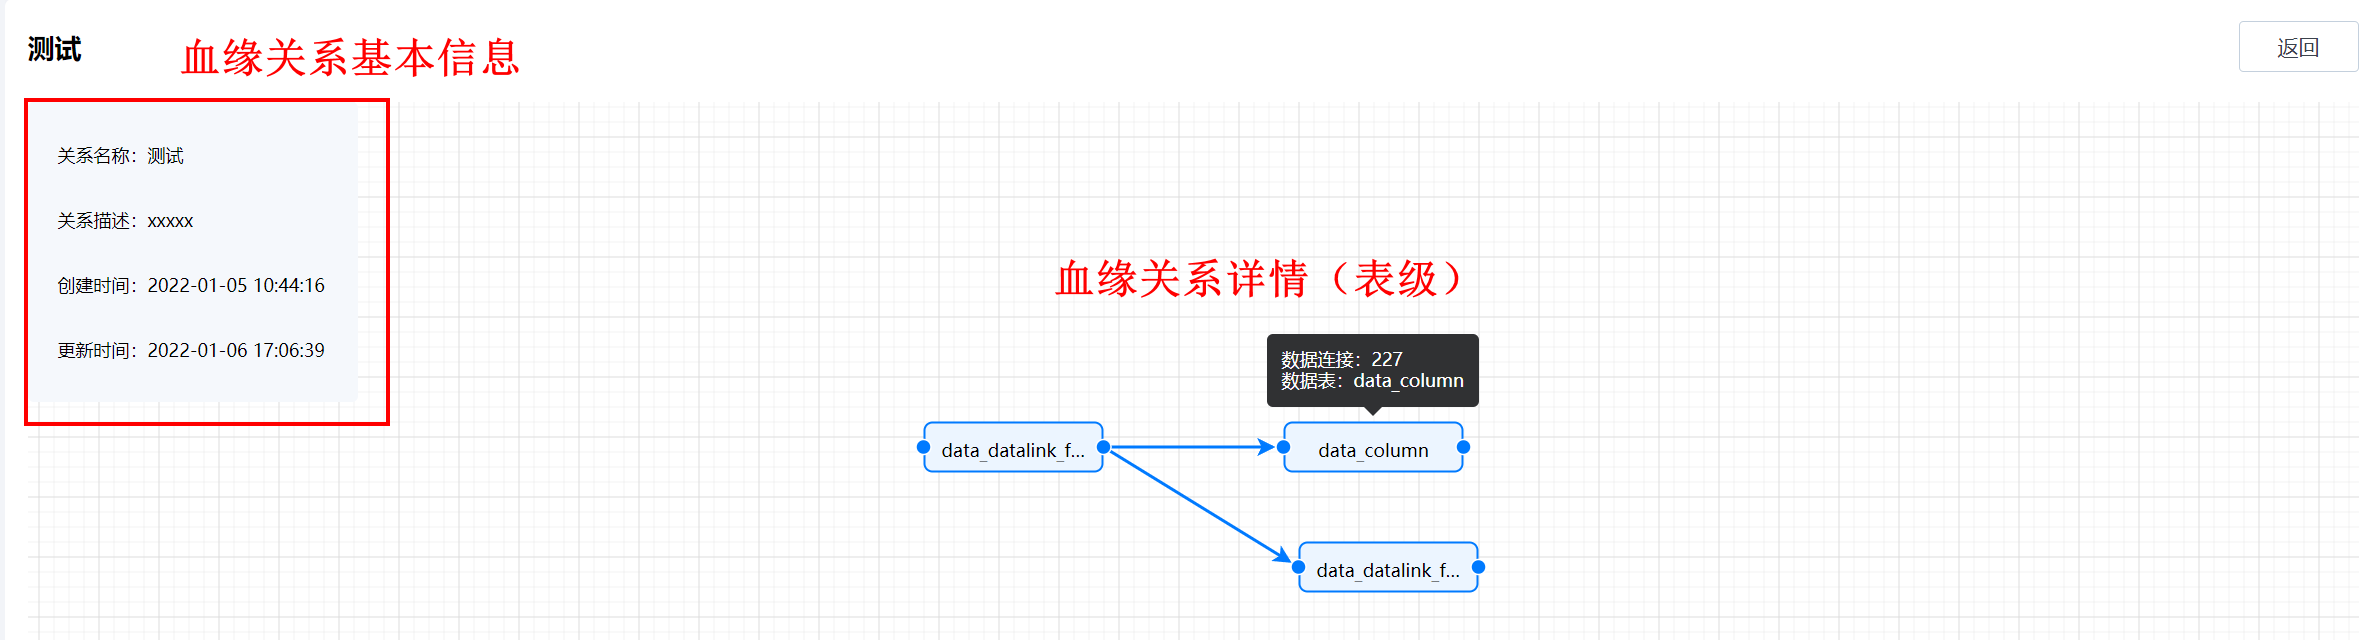 测试
血缘关系基本信息
返回
关系名称：测试
关系描述：xxxxx
创建时间：2022-01-05 10:44:16
更新时间：2022-01-06 17:06:39
血缘关系详情（表级）
数据连接：227
数据表：data_column
data_datalink_f...
data_column
data_datalink_f...